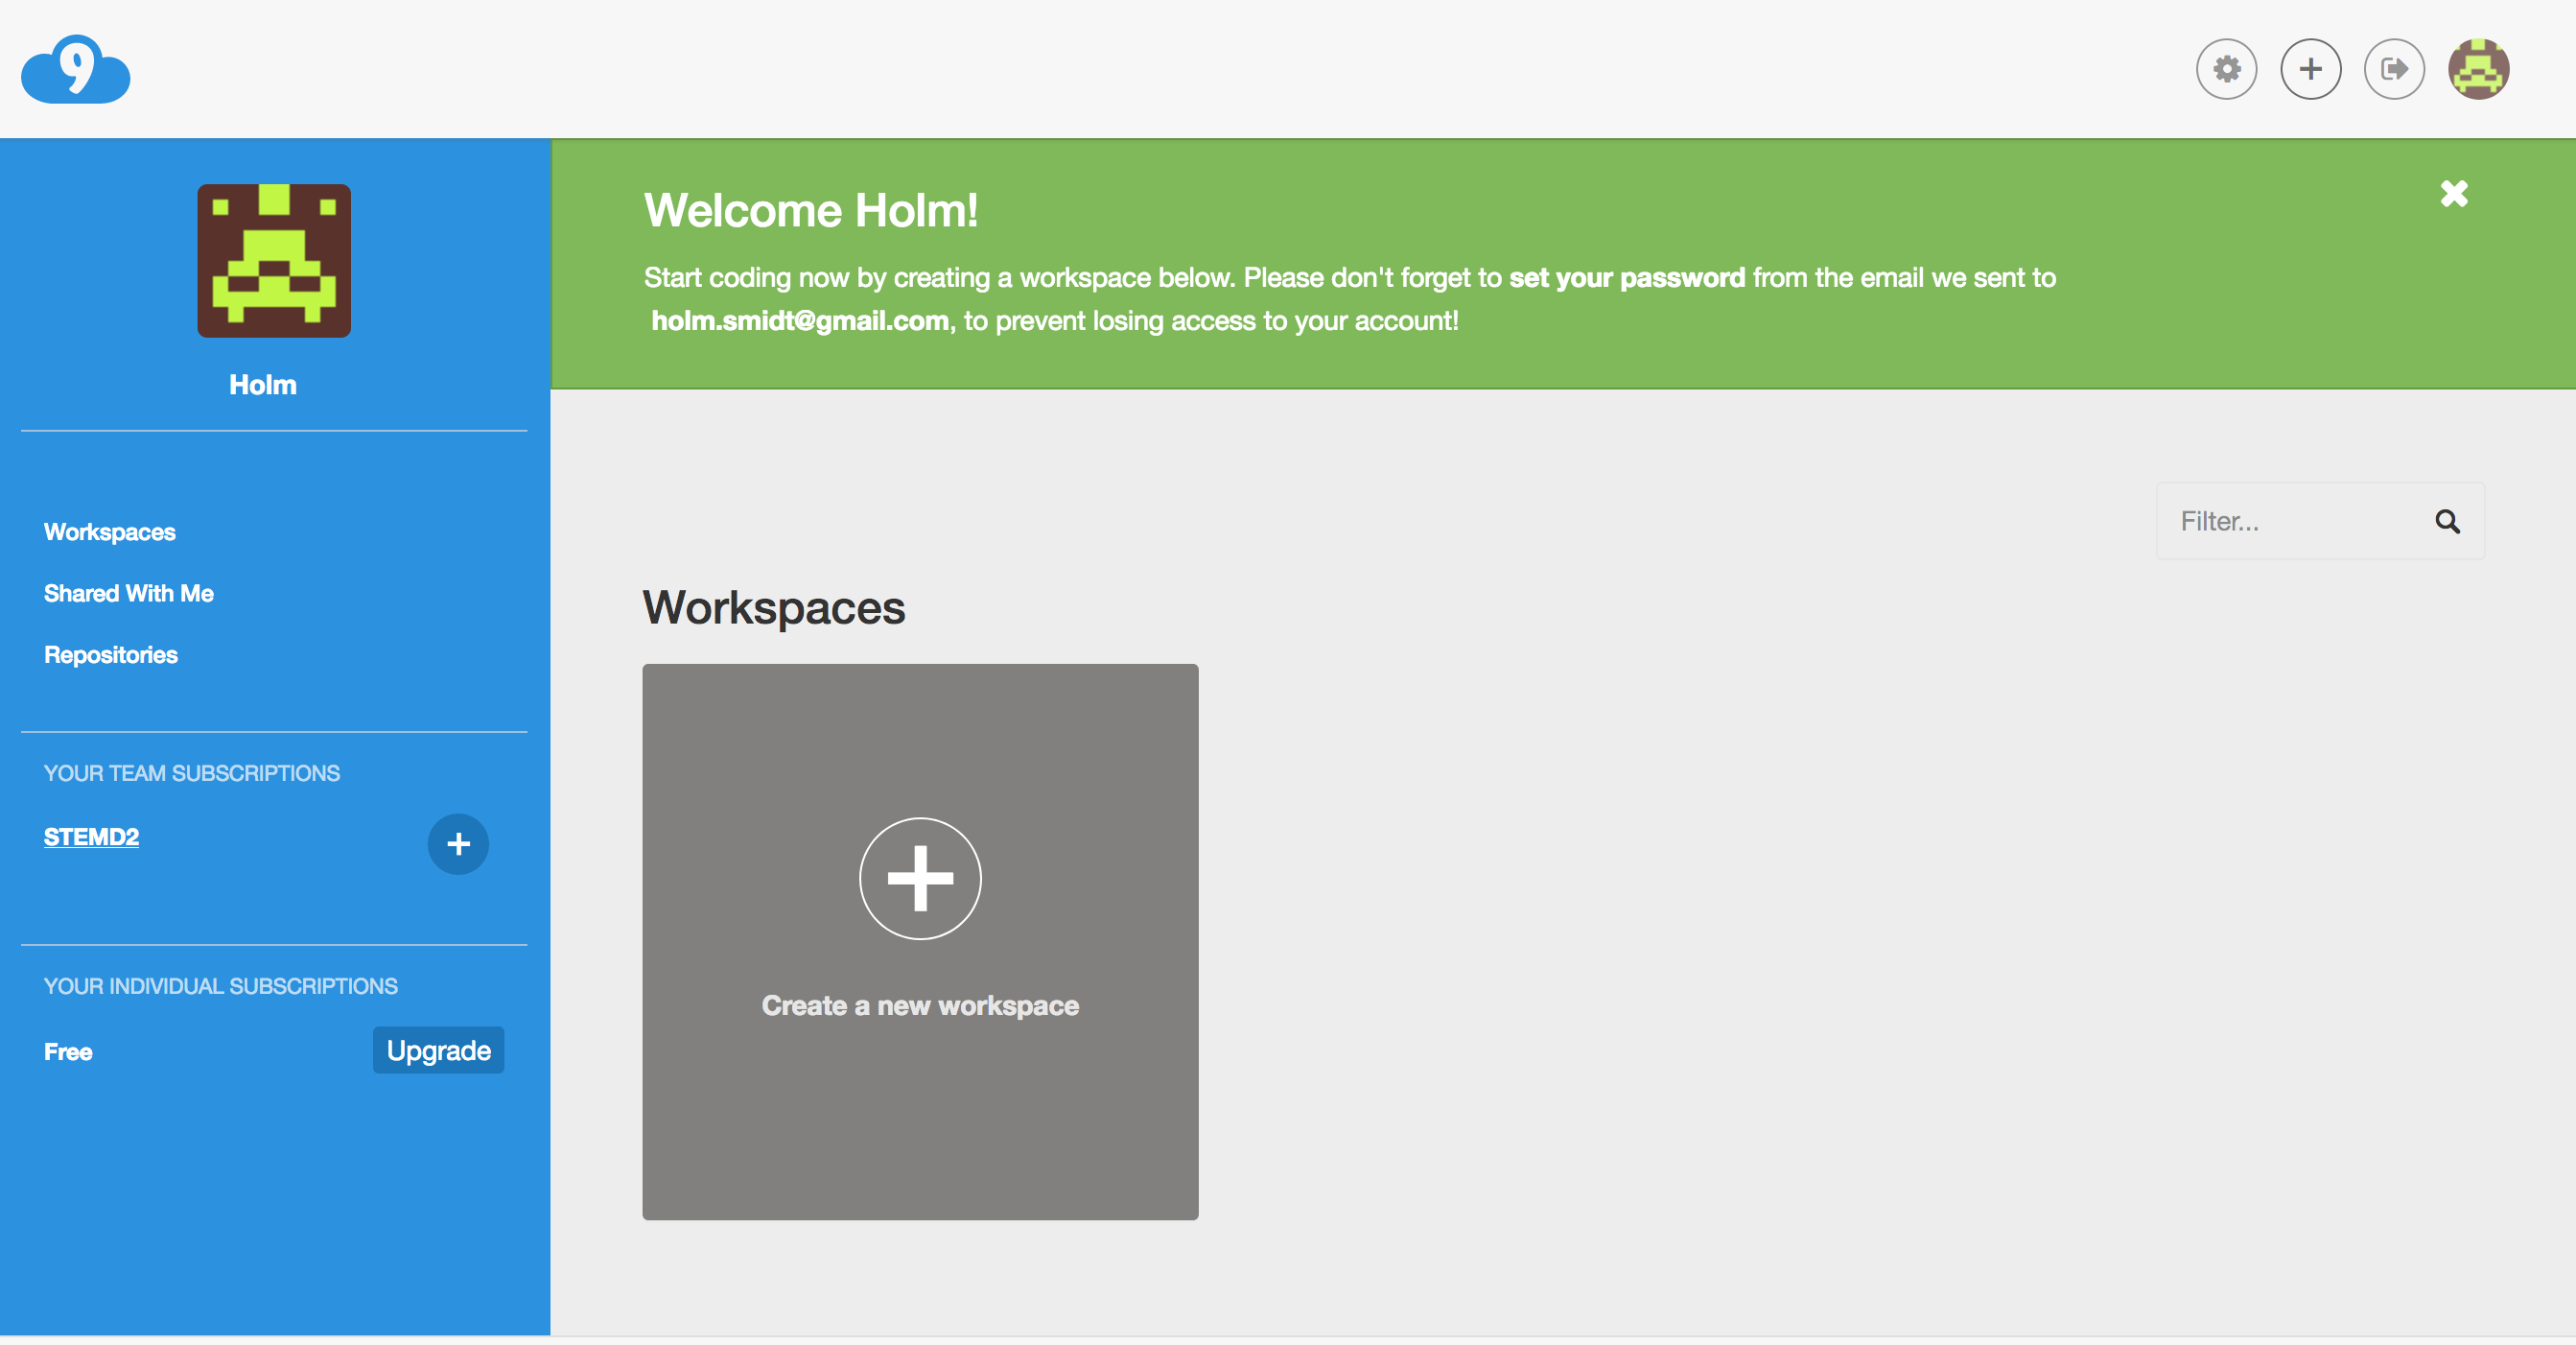 9
Welcome Holm!
Start coding now by creating a workspace below. Please don't forget to set your password from the email we sent to
holm.smidt@gmail.com, to prevent losing access to your account!
Holm
Workspaces
Shared With Me
Repositories
YOUR TEAM SUBSCRIPTIONS
STEMD2
YOUR INDIVIDUAL SUBSCRIPTIONS
Free
Upgrade
Filter...
Workspaces
Create a new workspace